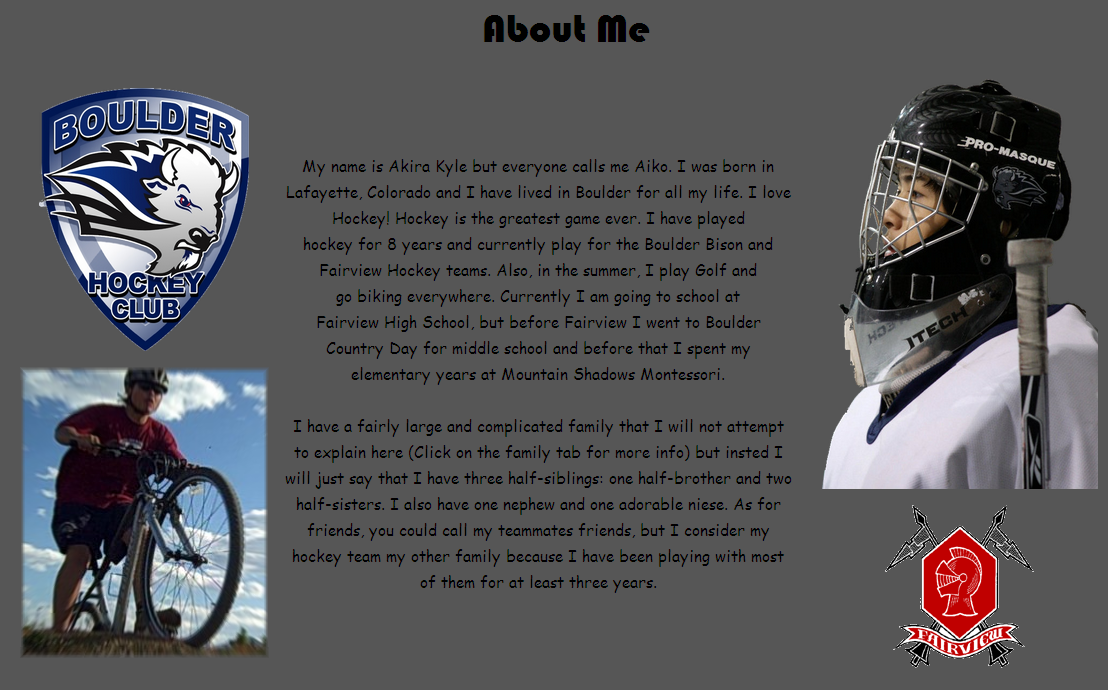 About Me
BOULDER
HOCKEY
CLUB
My name is Akira Kyle but everyone calls me Aiko. I was born in
Lafayette, Colorado and I have lived in Boulder for all my life. I love
Hockey! Hockey is the greatest game ever. I have played
hockey for 8 years and currently play for the Boulder Bison and
Fairview Hockey teams. Also, in the summer, I play Golf and
go biking everywhere. Currently I am going to school at
Fairview High School, but before Fairview I went to Boulder
Country Day for middle school and before that I spent my
elementary years at Mountain Shadows Montessori.
I have a fairly large and complicated family that I will not attempt
to explain here (Click on the family tab for more info) but insted I
will just say that I have three half-siblings: one half-brother and two
half-sisters. I also have one nephew and one adorable niese. As for
friends, you could call my teammates friends, but I consider my
hockey team my other family because I have been playing with most
of them for at least three years.
PRO-MASQUE
ITECH
FAIRVIEW